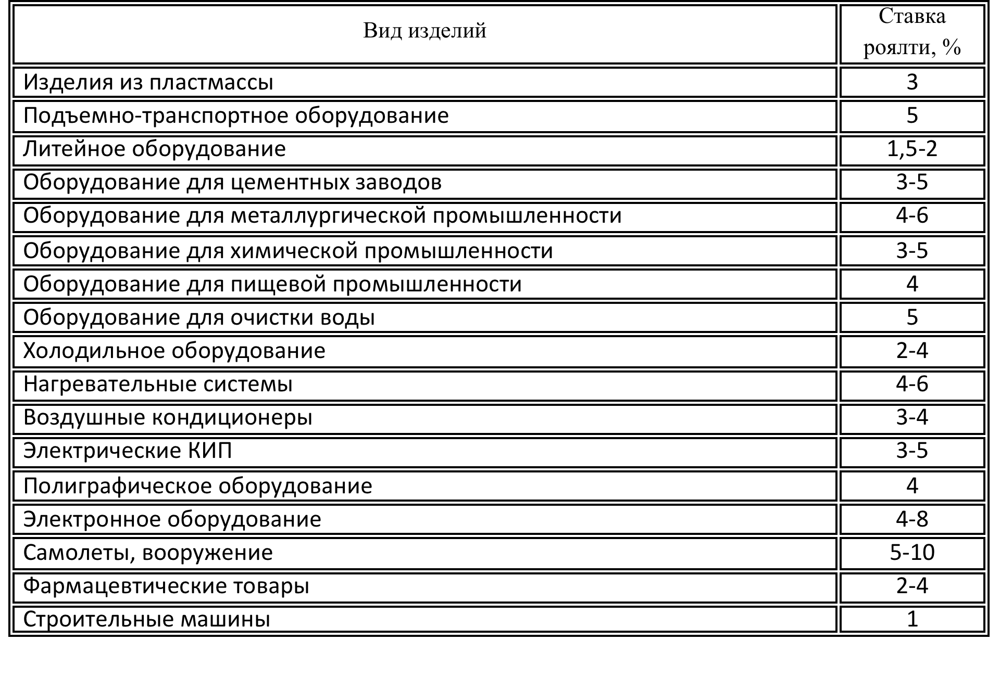 Вид изделий
Ставка
роялти, %
Изделия из пластмассы 3
Подъемно-транспортное оборудование 5
Литейное оборудование 1,5-2
Оборудование для цементных заводов 3-5
Оборудование для металлургической промышленности 4-6
Оборудование для химической промышленности 3-5
Оборудование для пищевой промышленности 4
Оборудование для очистки воды 5
Холодильное оборудование 2-4
Нагревательные системы 4-6
Воздушные кондиционеры 3-4
Электрические КИП 3-5
Полиграфическое оборудование 4
Электронное оборудование 4-8
Самолеты, вооружение 5-10
Фармацевтические товары 2-4
Строительные машины 1